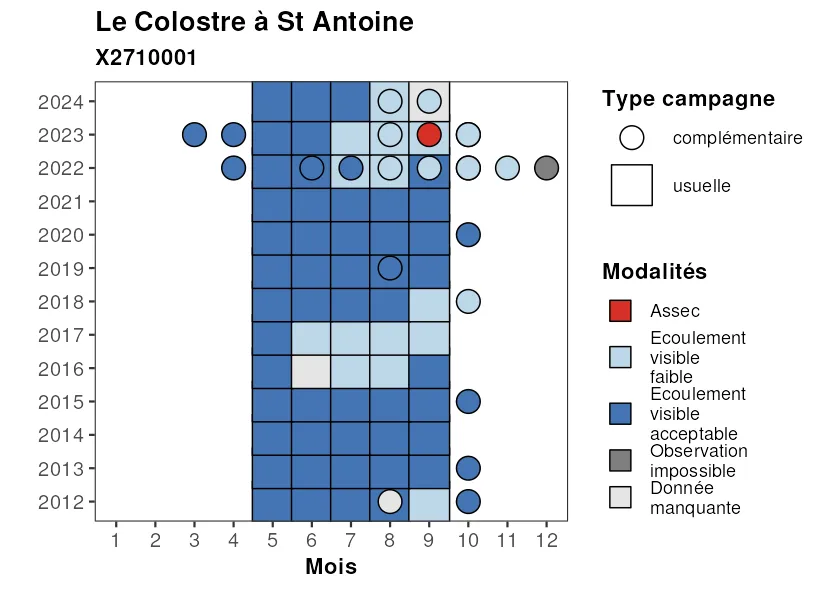 Le Colostre à St Antoine
X2710001
2024
2023
2022
2021
2020
2019
2018
2017
2016
2015
2014
2013
2012
1 2 3 4 5 6 7 8 9 10 11 12
Mois
Type campagne
complémentaire
usuelle
Modalités
Assec
Ecoulement
visible
faible
Ecoulement
visible
acceptable
Observation
impossible
Donnée
manquante